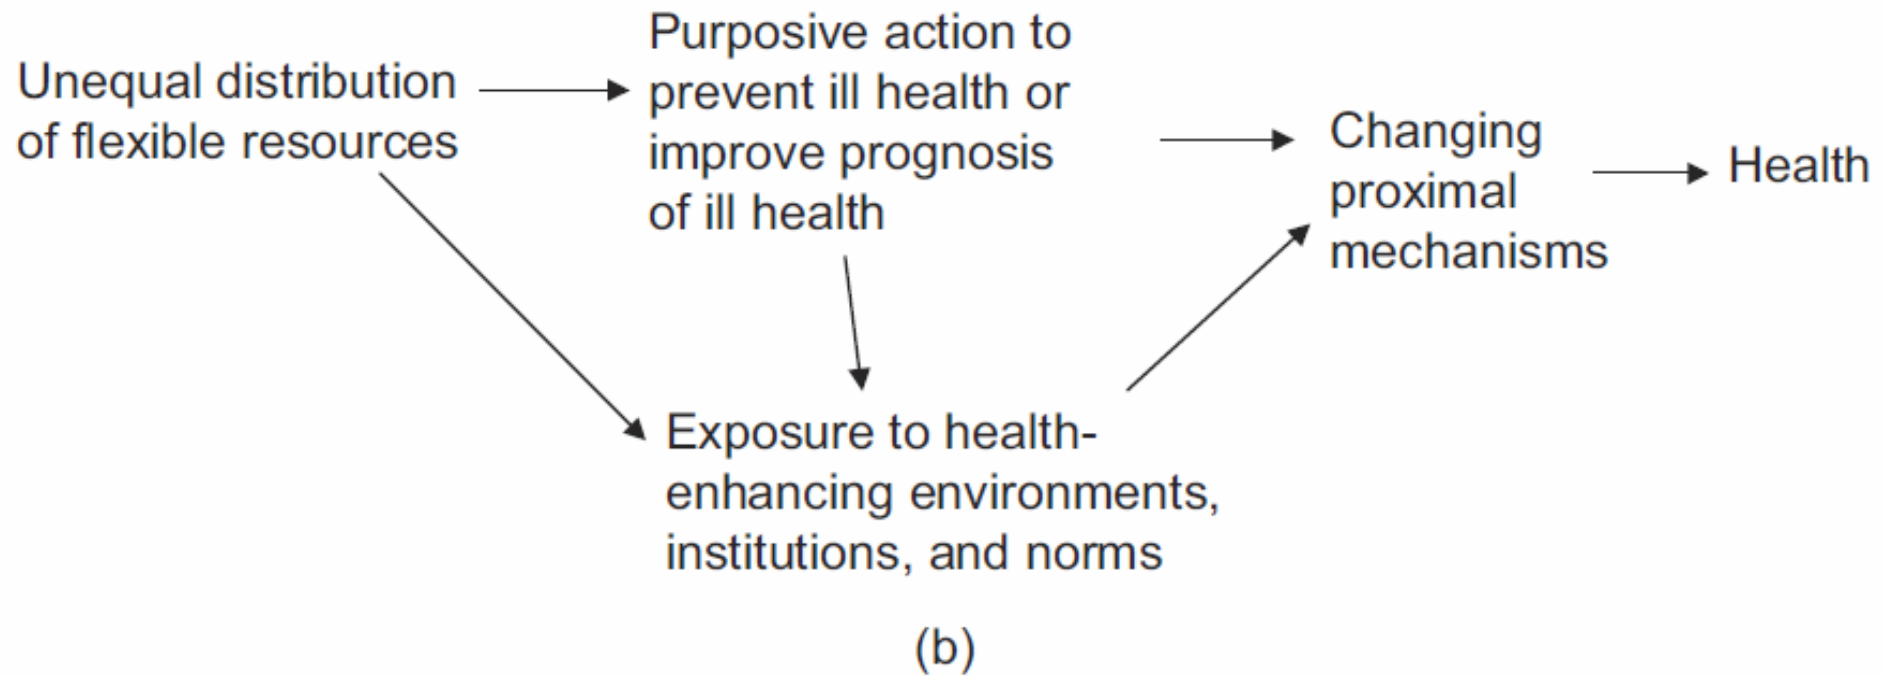 Unequal distribution
of flexible resources
Purposive action to
prevent ill health or
improve prognosis
of ill health
Changing
proximal
mechanisms
Health
Exposure to health-
enhancing environments,
institutions, and norms
(b)